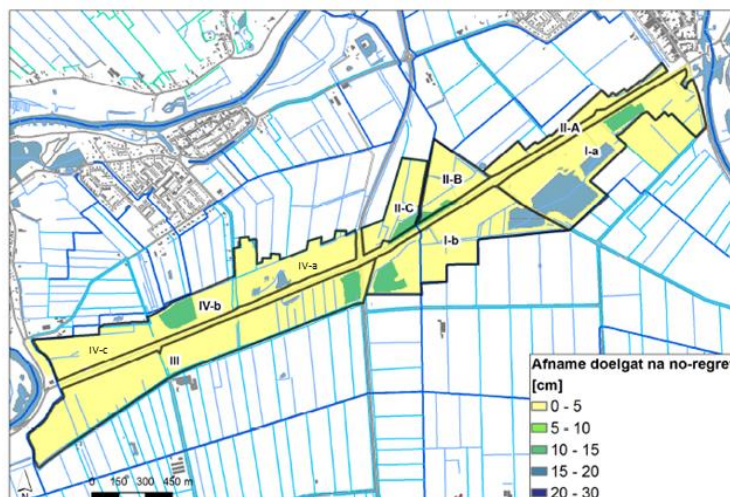 II-A
I-a
II-B
II-C
I-b
IV-a
IV-b
IV-c
III
Afname doelgat na no-regre
[cm]
0 - 5
5 - 10
10 - 15
15 - 20
20 - 30
0 150 300 450 m